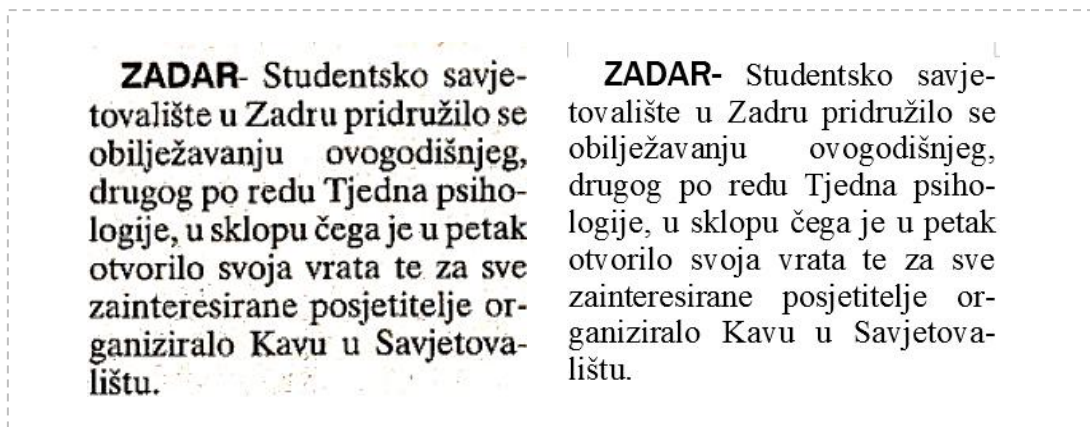 ZADAR- Studentsko savje-
tovalište u Zadru pridružilo se
obilježavanju ovogodišnjeg,
drugog po redu Tjedna psiho-
logije, u sklopu čega je u petak
otvorilo svoja vrata te za sve
zainteresirane posjetitelje or-
ganiziralo Kavu u Savjetova-
lištu.
ZADAR- Studentsko savje-
tovalište u Zadru pridružilo se
obilježavanju ovogodišnjeg,
drugog po redu Tjedna psiho-
logije, u sklopu čega je u petak
otvorilo svoja vrata te za sve
zainteresirane posjetitelje or-
ganiziralo Kavu u Savjetova-
lištu.